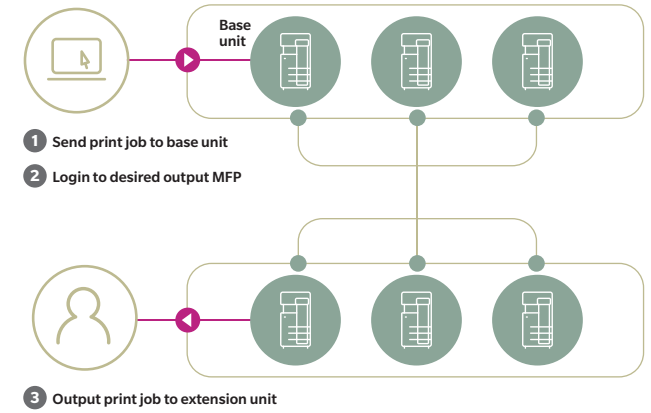 Base
unit
1 Send print job to base unit
2 Login to desired output MFP
3 Output print job to extension unit